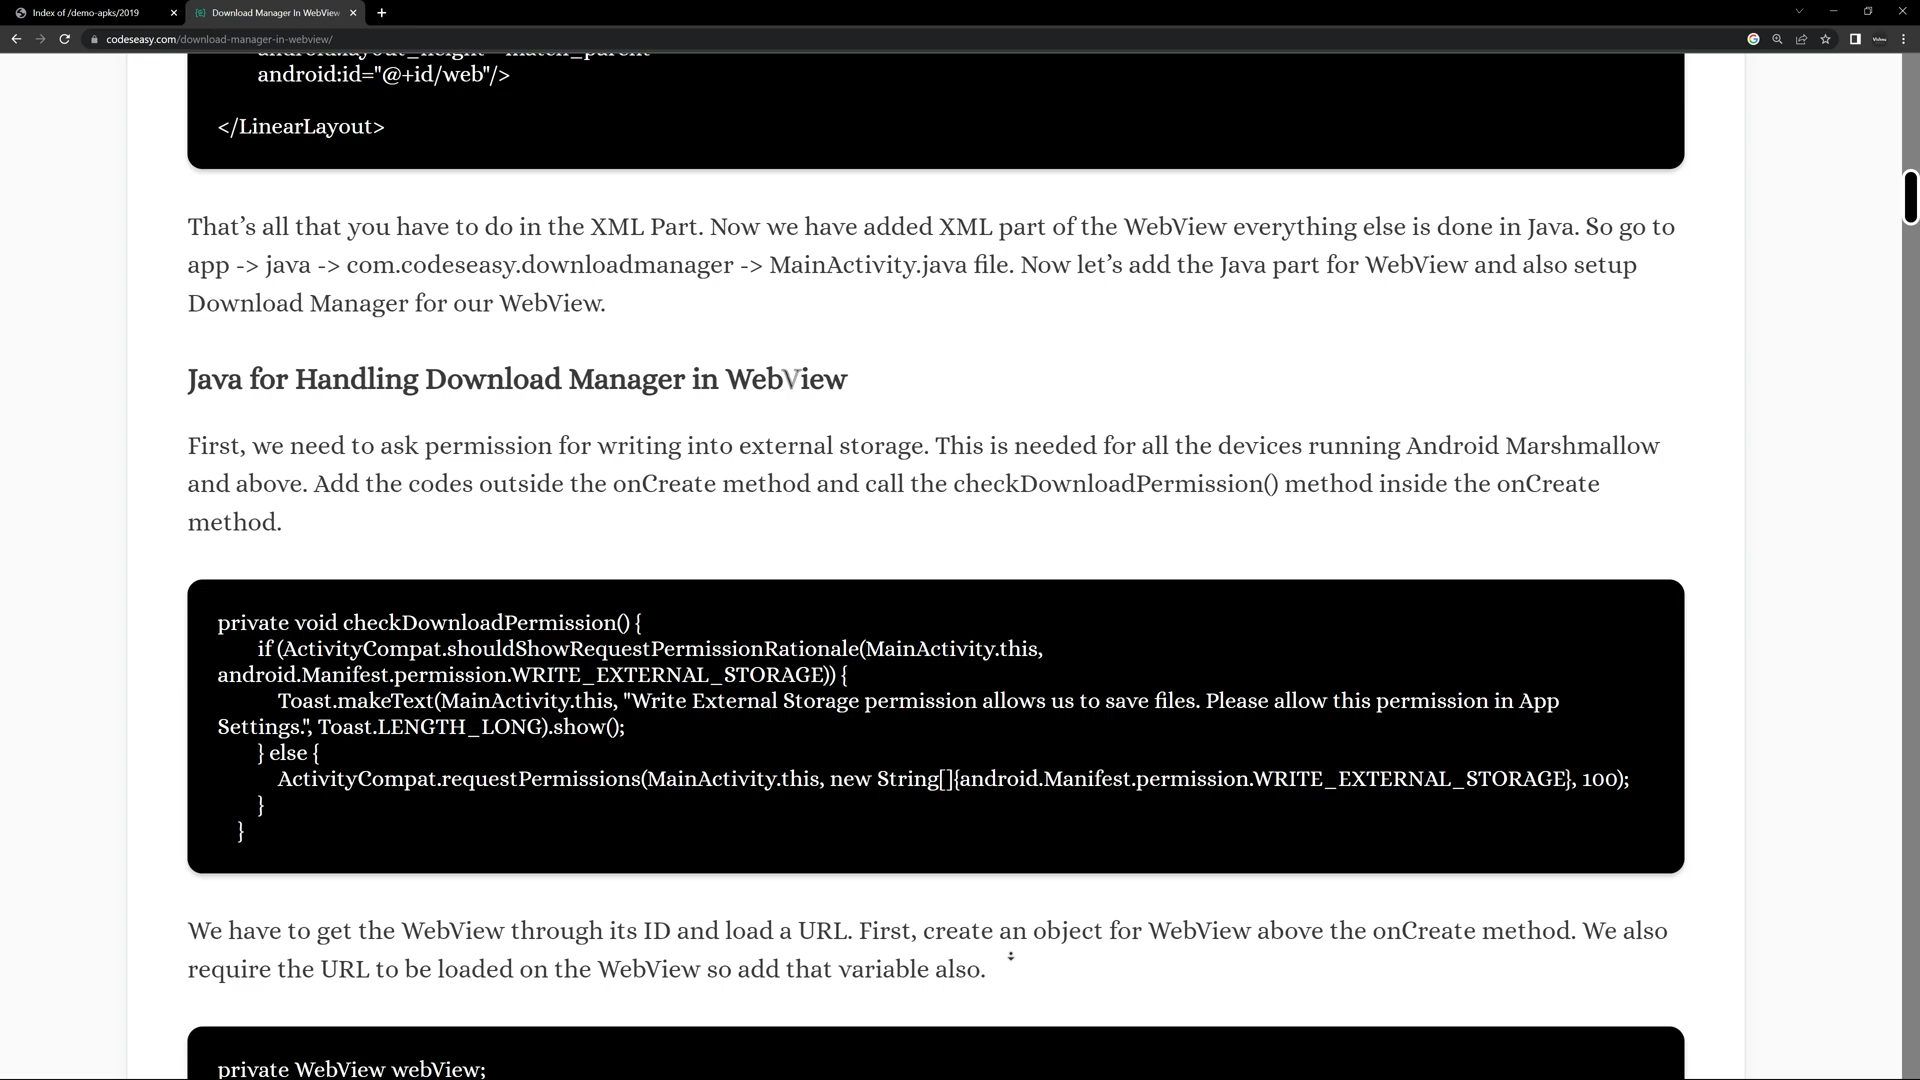 Index of /demo-apks/2019
Download Manager In WebView
codeseasy.com/download-manager-in-webview/
android:id="@+id/web"/>
</LinearLayout>
That’s all that you have to do in the XML Part. Now we have added XML part of the WebView everything else is done in Java. So go to
app -> java -> com.codeseasy.downloadmanager -> MainActivity.java file. Now let’s add the Java part for WebView and also setup
Download Manager for our WebView.
Java for Handling Download Manager in WebView
First, we need to ask permission for writing into external storage. This is needed for all the devices running Android Marshmallow
and above. Add the codes outside the onCreate method and call the checkDownloadPermission() method inside the onCreate
method.
private void checkDownloadPermission() {
if (ActivityCompat.shouldShowRequestPermissionRationale(MainActivity.this,
android.Manifest.permission.WRITE_EXTERNAL_STORAGE)) {
Toast.makeText(MainActivity.this, "Write External Storage permission allows us to save files. Please allow this permission in App
Settings.", Toast.LENGTH_LONG).show();
} else {
ActivityCompat.requestPermissions(MainActivity.this, new String[]{android.Manifest.permission.WRITE_EXTERNAL_STORAGE}, 100);
}
}
We have to get the WebView through its ID and load a URL. First, create an object for WebView above the onCreate method. We also
require the URL to be loaded on the WebView so add that variable also.
private WebView webView;